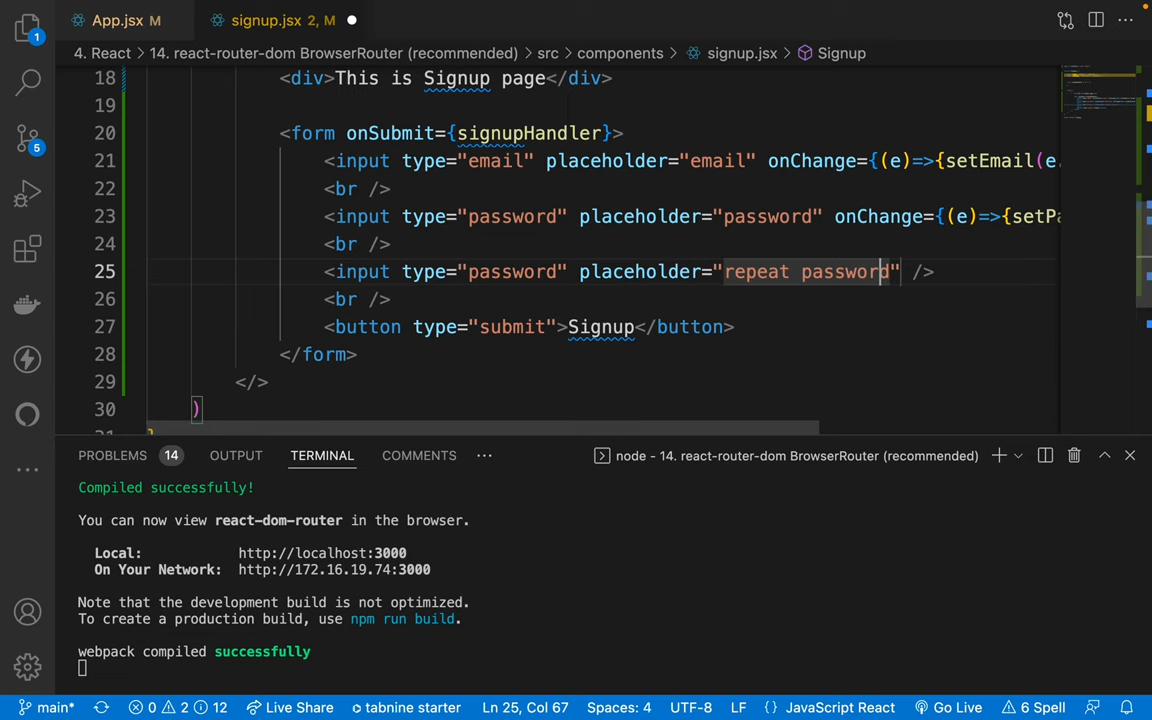 App.jsx M signup.jsx 2, M
4. React > 14. react-router-dom BrowserRouter (recommended) > src > components > signup.jsx > Signup
1
18 <div>This is Signup page</div>
19
20 <form onSubmit={signupHandler}>
5
21 <input type="email" placeholder="email" onChange={(e)=>{setEmail(e.
22 <br />
23 <input type="password" placeholder="password" onChange={(e)=>{setPa
24 <br />
25 <input type="password" placeholder="repeat password" />
26 <br />
27 <button type="submit">Signup</button>
28 </form>
29 </>
30 )
}
PROBLEMS 14 OUTPUT TERMINAL COMMENTS ... node - 14. react-router-dom BrowserRouter (recommended)
Compiled successfully!
You can now view react-dom-router in the browser.
Local: http://localhost:3000
On Your Network: http://172.16.19.74:3000
Note that the development build is not optimized.
To create a production build, use npm run build.
webpack compiled successfully
main* 0 2 12 Live Share tabnine starter Ln 25, Col 67 Spaces: 4 UTF-8 LF {} JavaScript React Go Live 6 Spell